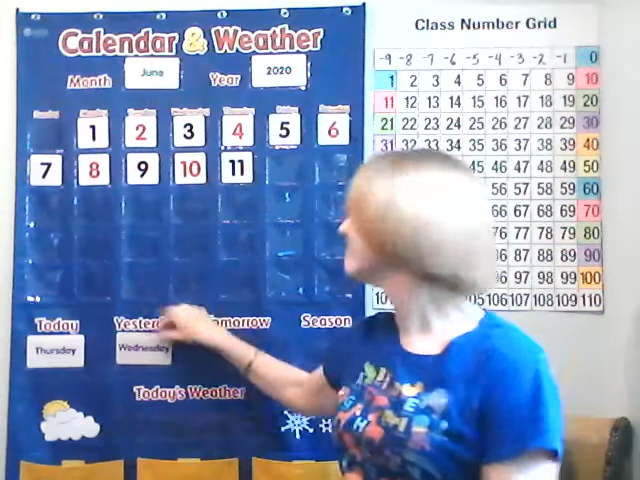 Calendar & Weather
Month June Year 2020
1 2 3 4 5 6
7 8 9 10 11
Today Tomorrow Season
Thursday Wednesday
Today's Weather
Class Number Grid
-9 -8 -7 -6 -5 -4 -3 -2 -1 0
1 2 3 4 5 6 7 8 9 10
11 12 13 14 15 16 17 18 19 20
21 22 23 24 25 26 27 28 29 30
31 32 33 34 35 36 37 38 39 40
45 46 47 48 49 50
56 57 58 59 60
66 67 68 69 70
76 77 78 79 80
87 88 89 90
97 98 99 100
105 106 107 108 109 110